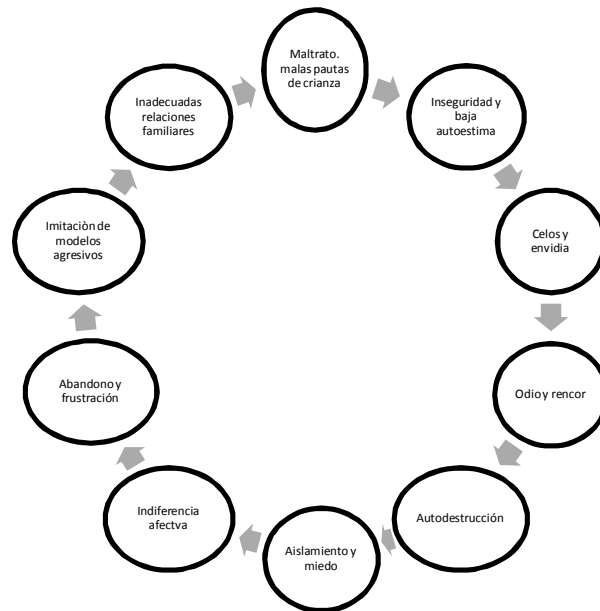 Maltrato.
malas pautas
de crianza
Inseguridad y
baja
autoestima
Celos y
envidia
Odio y rencor
Autodestrucción
Aislamiento y
miedo
Indiferencia
afectva
Abandono y
frustración
Imitaciòn de
modelos
agresivos
Inadecuadas
relaciones
familiares